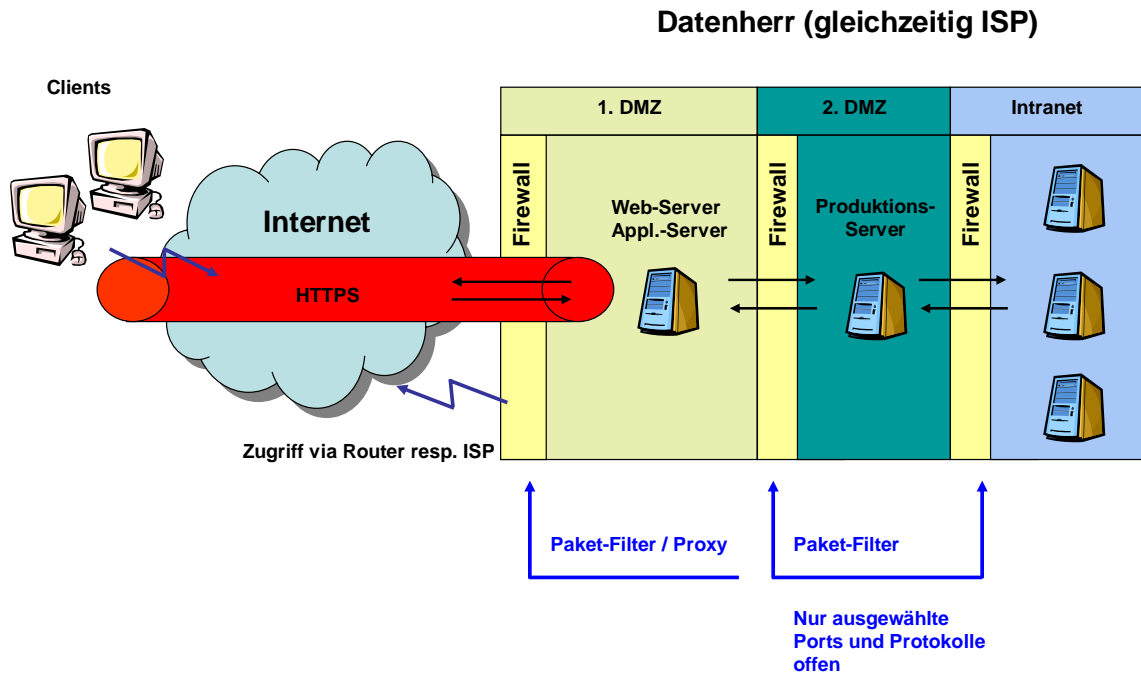 Datenherr (gleichzeitig ISP)
Clients
1. DMZ
2. DMZ
Intranet
Internet
HTTPS
Firewall
Web-Server
Appl.-Server
Firewall
Produktions-
Server
Firewall
Zugriff via Router resp. ISP
Paket-Filter / Proxy
Paket-Filter
Nur ausgewählte
Ports und Protokolle
offen